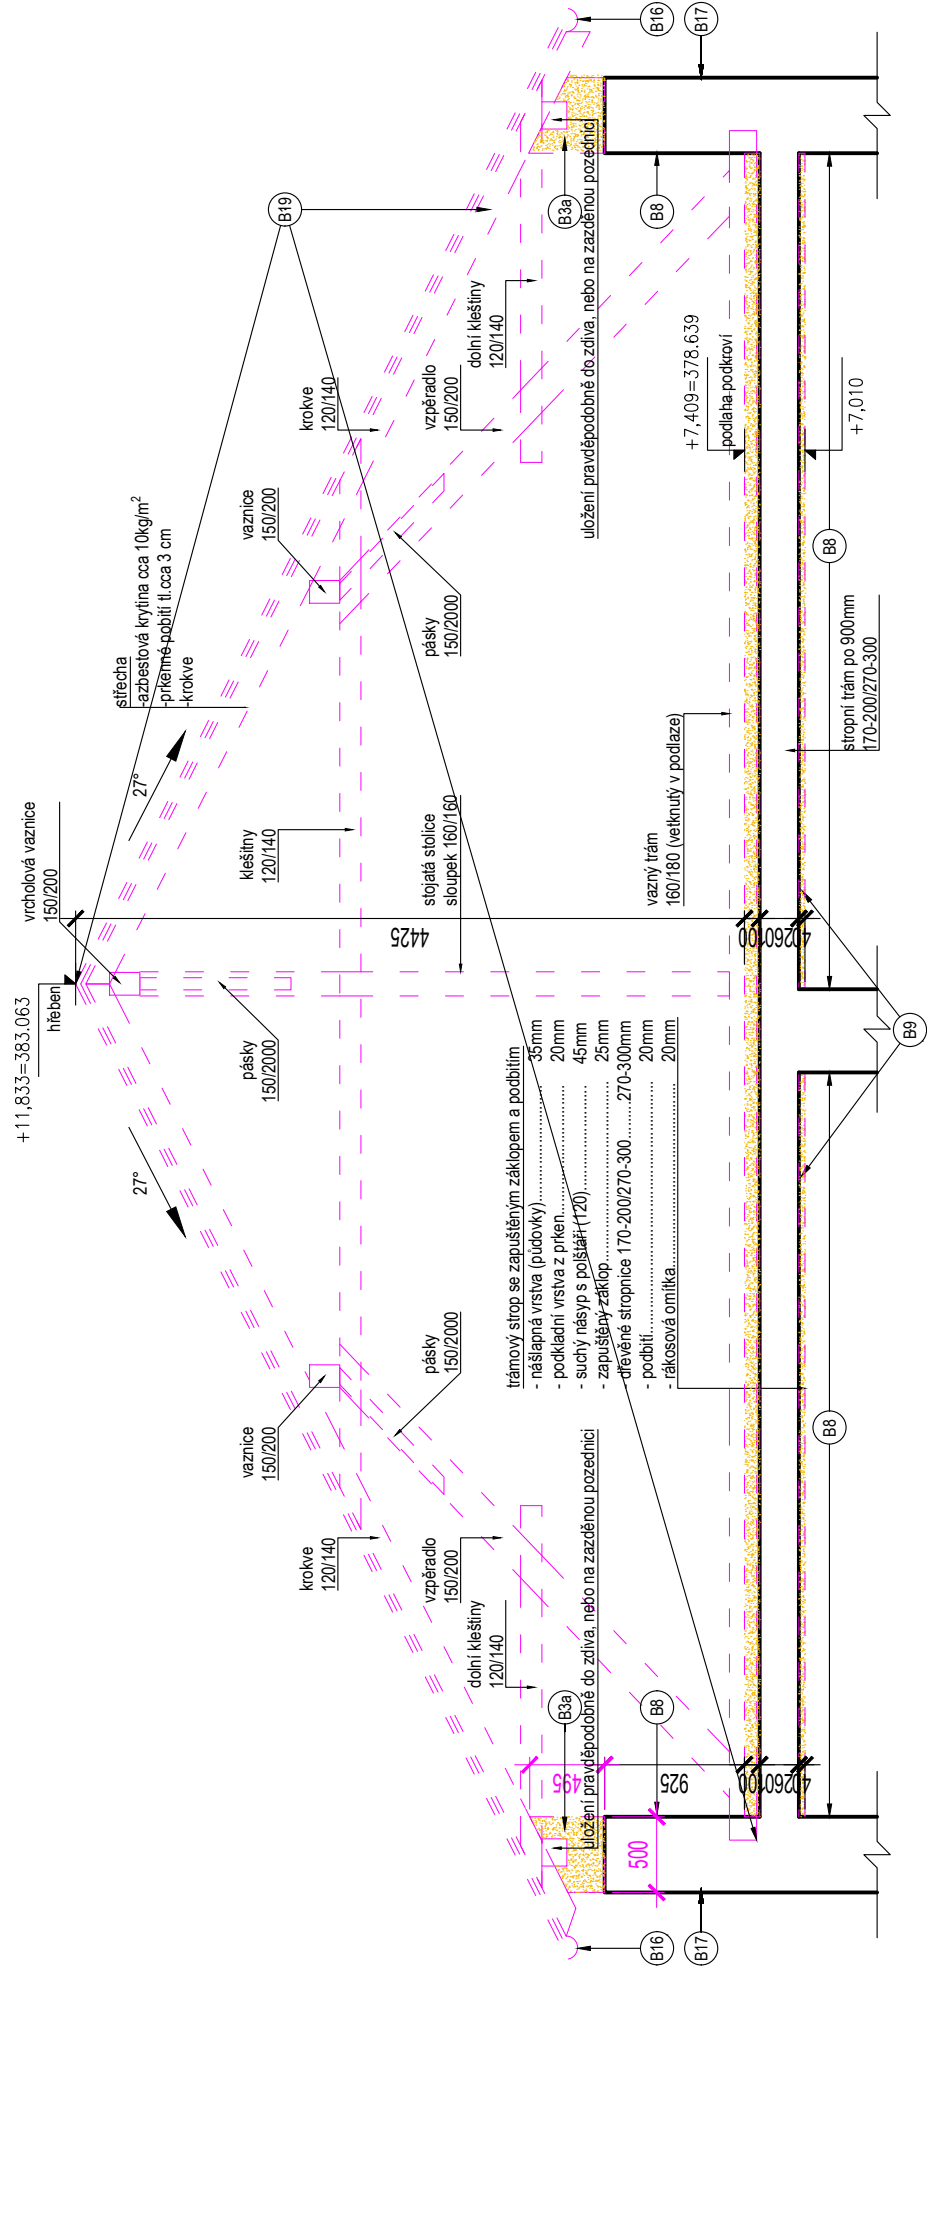 +11,833=383.063
hřeben
vrcholová vaznice
150/200
27°
27°
střecha
-azbestová krytina cca 10kg/m²
-prkenné pobití tl.cca 3 cm
-krokve
B19
B16
B17
B16
B17
vaznice
150/200
vaznice
150/200
krokve
120/140
krokve
120/140
klešitny
120/140
pásky
150/2000
pásky
150/2000
pásky
150/2000
stojatá stolice
sloupek 160/160
4425
vzpěradlo
150/200
vzpěradlo
150/200
dolní kleštiny
120/140
dolní kleštiny
120/140
B3a
B3a
B8
B8
uložení pravděpodobně do zdiva, nebo na zazděnou pozednici
uložení pravděpodobně do zdiva, nebo na zazděnou pozednici
trámový strop se zapuštěným záklopem a podbitím
- nášlapná vrstva (půdovky)..................... 35mm
- podkladní vrstva z prken..................... 20mm
- suchý násyp s polštáři (120)..................... 45mm
- zapuštěný záklop..................... 25mm
- dřevěné stropnice 170-200/270-300........270-300mm
- podbití..................... 20mm
- rákosová omítka..................... 20mm
vazný trám
160/180 (vetknutý v podlaze)
+7,409=378.639
podlaha podkroví
+7,010
495
925
500
100
260
40
100
260
40
stropní trám po 900mm
170-200/270-300
B8
B8
B9